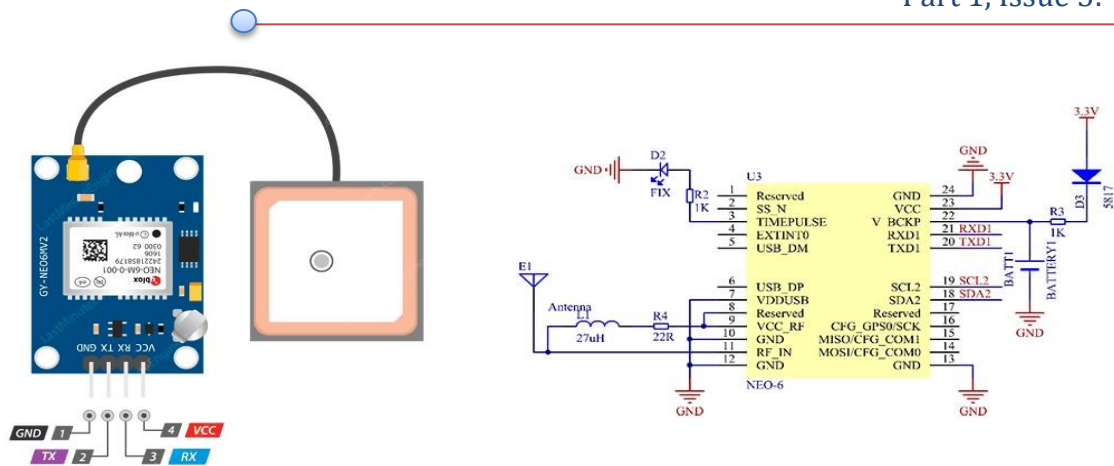 Part 1, Issue 3:
GY-NEO6MV2
ublox
NEO-6M-0-001
24221858179
1606
0300 62
GND TX RX VCC
GND 1
TX 2
3 RX
4 VCC
GND
D2
FIX
R2
1K
U3
1 Reserved
2 SS_N
3 TIMEPULSE
4 EXTINT0
5 USB_DM
6 USB_DP
7 VDDUSB
8 Reserved
9 VCC_RF
10 GND
11 RF_IN
12 GND
NEO-6
GND 24
VCC 23
V_BCKP 22
RXD1 21 RXD1
TXD1 20 TXD1
SCL2 19 SCL2
SDA2 18 SDA2
Reserved 17
CFG_GPS0/SCK 16
MISO/CFG_COM1 15
MOSI/CFG_COM0 14
GND 13
E1
Antenna
L1
27uH
R4
22R
GND
GND
3.3V
3.3V
D3
5817
R3
1K
BATT1
BATTERY1
GND
GND